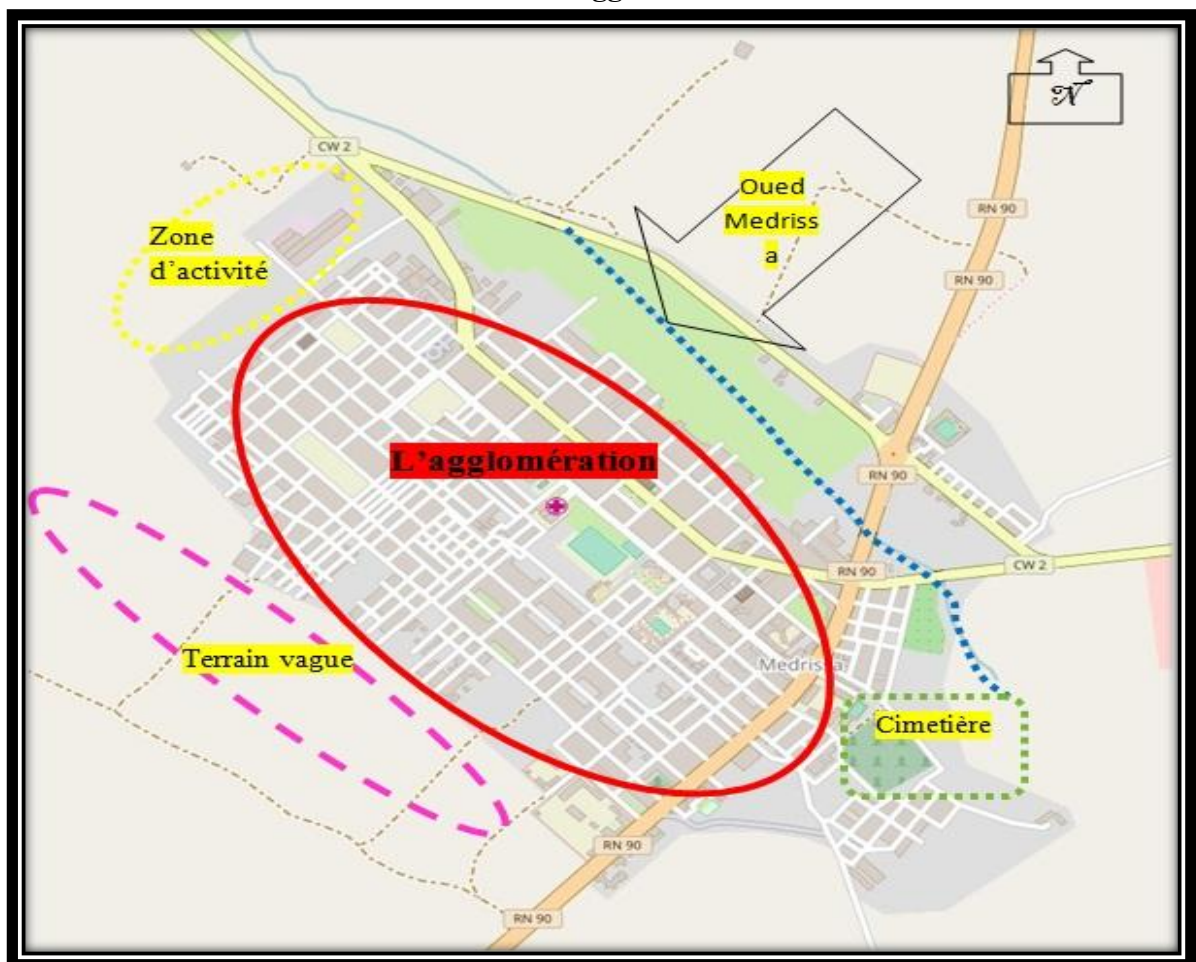 N
CW 2
Oued
Medriss
a
RN 90
Zone
d'activité
RN 90
L'agglomération
RN 90
RN 90
CW 2
Terrain vague
Medrissa
Cimetière
RN 90
RN 90